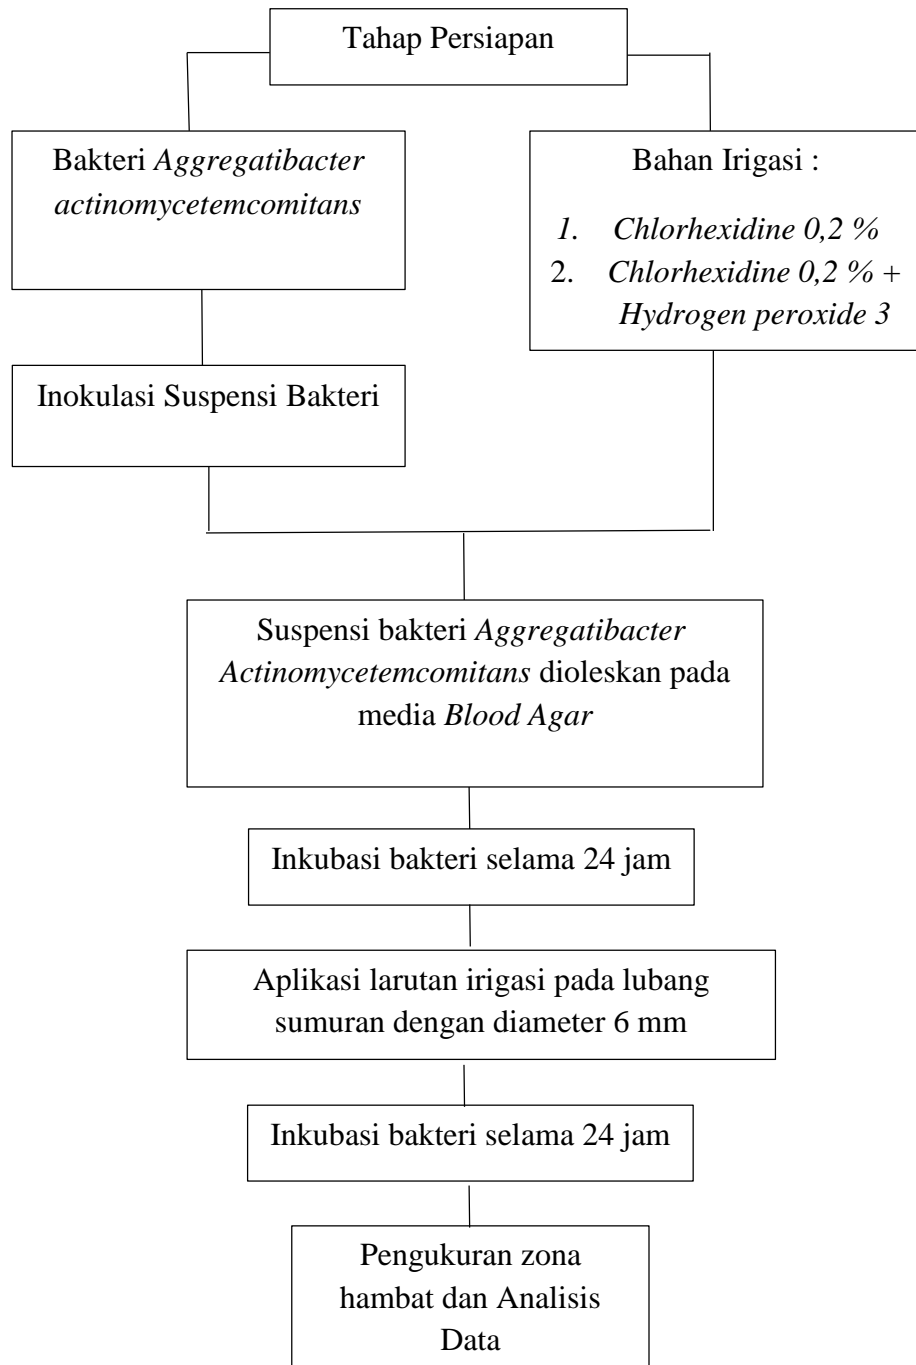 Tahap Persiapan
Bakteri Aggregatibacter
actinomycetemcomitans
Bahan Irigasi :
1. Chlorhexidine 0,2 %
2. Chlorhexidine 0,2 % +
Hydrogen peroxide 3
Inokulasi Suspensi Bakteri
Suspensi bakteri Aggregatibacter
Actinomycetemcomitans dioleskan pada
media Blood Agar
Inkubasi bakteri selama 24 jam
Aplikasi larutan irigasi pada lubang
sumuran dengan diameter 6 mm
Inkubasi bakteri selama 24 jam
Pengukuran zona
hambat dan Analisis
Data